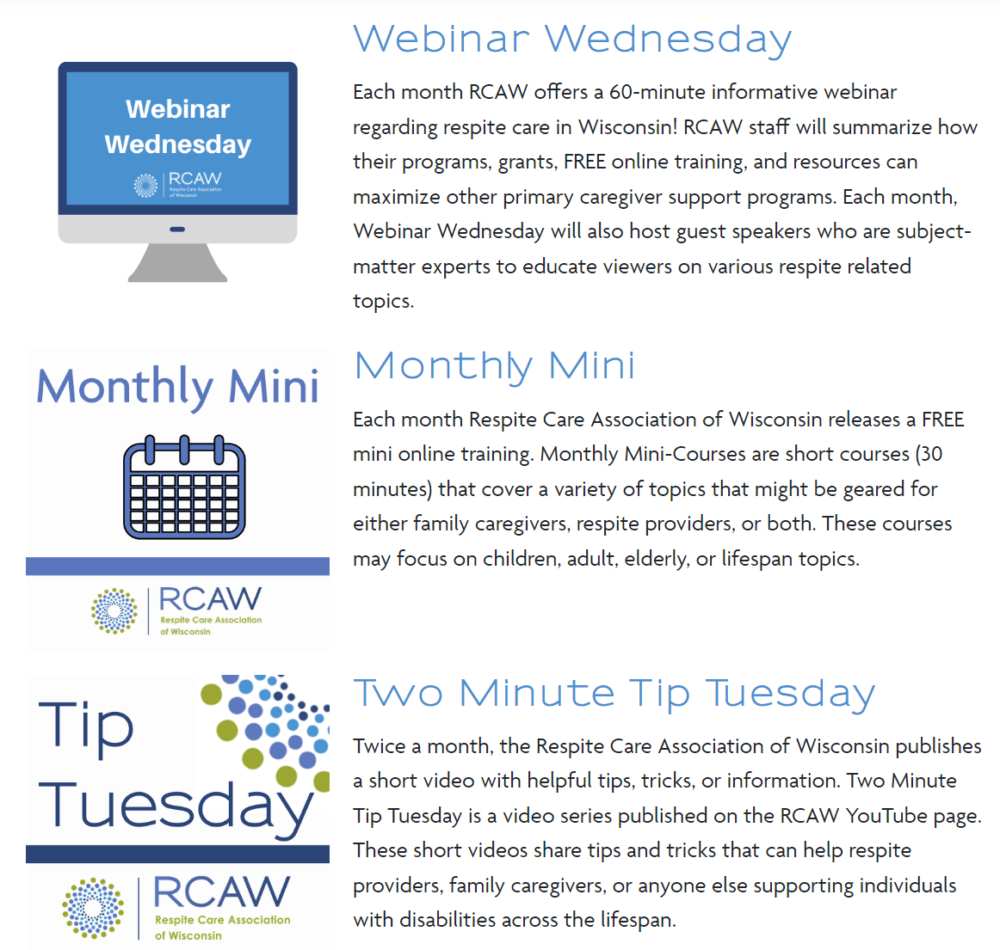 Webinar Wednesday
Webinar
Wednesday
RCAW
Respite Care Association
of Wisconsin
Each month RCAW offers a 60-minute informative webinar
regarding respite care in Wisconsin! RCAW staff will summarize how
their programs, grants, FREE online training, and resources can
maximize other primary caregiver support programs. Each month,
Webinar Wednesday will also host guest speakers who are subject-
matter experts to educate viewers on various respite related
topics.
Monthly Mini
Monthly Mini
RCAW
Respite Care Association
of Wisconsin
Each month Respite Care Association of Wisconsin releases a FREE
mini online training. Monthly Mini-Courses are short courses (30
minutes) that cover a variety of topics that might be geared for
either family caregivers, respite providers, or both. These courses
may focus on children, adult, elderly, or lifespan topics.
Tip
Tuesday
RCAW
Respite Care Association
of Wisconsin
Two Minute Tip Tuesday
Twice a month, the Respite Care Association of Wisconsin publishes
a short video with helpful tips, tricks, or information. Two Minute
Tip Tuesday is a video series published on the RCAW YouTube page.
These short videos share tips and tricks that can help respite
providers, family caregivers, or anyone else supporting individuals
with disabilities across the lifespan.